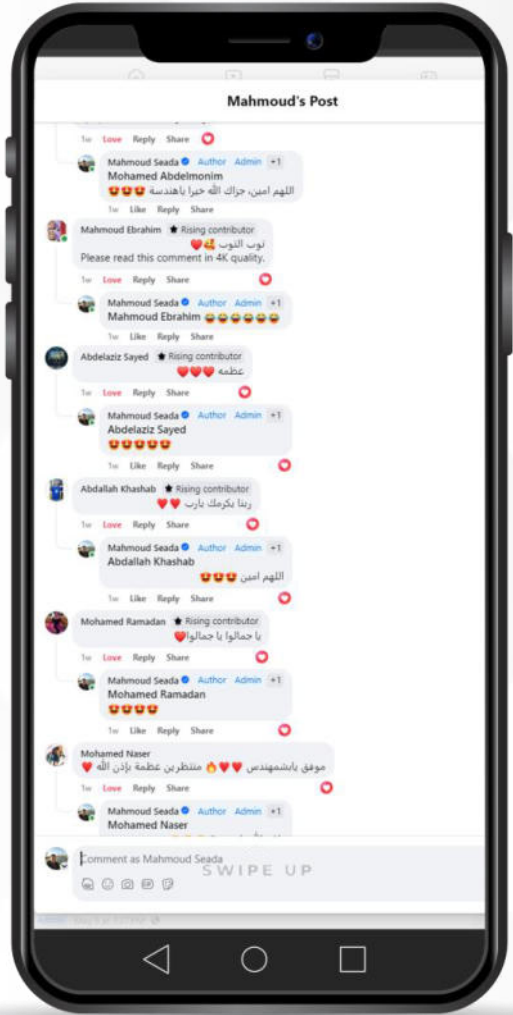 Mahmoud's Post
1w Love Reply Share
Mahmoud Seada Author Admin +1
Mohamed Abdelmonim
اللهم امين، جزاك الله خيرا ياهندسة 😍😍😍
1w Like Reply Share
Mahmoud Ebrahim Rising contributor
توب التوب 🥰❤️
Please read this comment in 4K quality.
1w Love Reply Share
Mahmoud Seada Author Admin +1
Mahmoud Ebrahim 😂😂😂😂😂😂
1w Like Reply Share
Abdelaziz Sayed Rising contributor
عظمه ❤️❤️❤️
1w Love Reply Share
Mahmoud Seada Author Admin +1
Abdelaziz Sayed
😍😍😍😍😍
1w Like Reply Share
Abdallah Khashab Rising contributor
ربنا يكرمك يارب ❤️❤️
1w Love Reply Share
Mahmoud Seada Author Admin +1
Abdallah Khashab
اللهم امين 😍😍😍
1w Like Reply Share
Mohamed Ramadan Rising contributor
يا جمالوا يا جمالوا❤️
1w Love Reply Share
Mahmoud Seada Author Admin +1
Mohamed Ramadan
😍😍😍😍
1w Like Reply Share
Mohamed Naser
موفق يابشمهندس ❤️❤️🔥 منتظرين عظمة بإذن الله ❤️
1w Love Reply Share
Mahmoud Seada Author Admin +1
Mohamed Naser
Comment as Mahmoud Seada
SWIPE UP